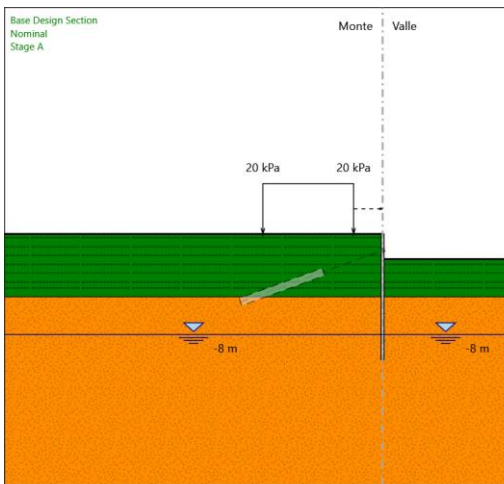 Base Design Section
Nominal
Stage A
Monte Valle
20 kPa 20 kPa
-8 m -8 m